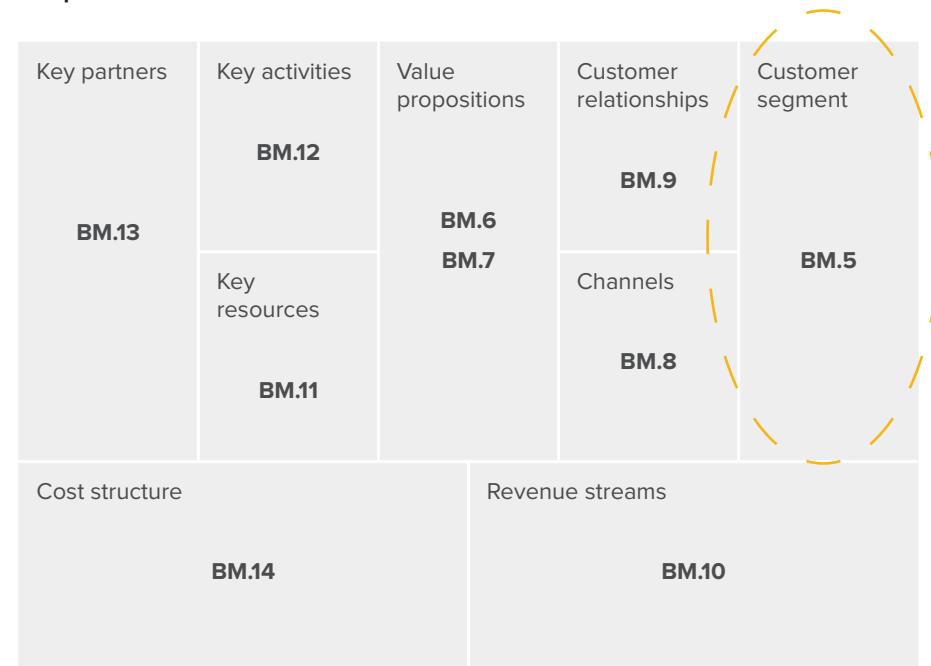 Key partners
BM.13
Key activities
BM.12
Key
resources
BM.11
Value
propositions
BM.6
BM.7
Customer
relationships
BM.9
Channels
BM.8
Customer
segment
BM.5
Cost structure
BM.14
Revenue streams
BM.10